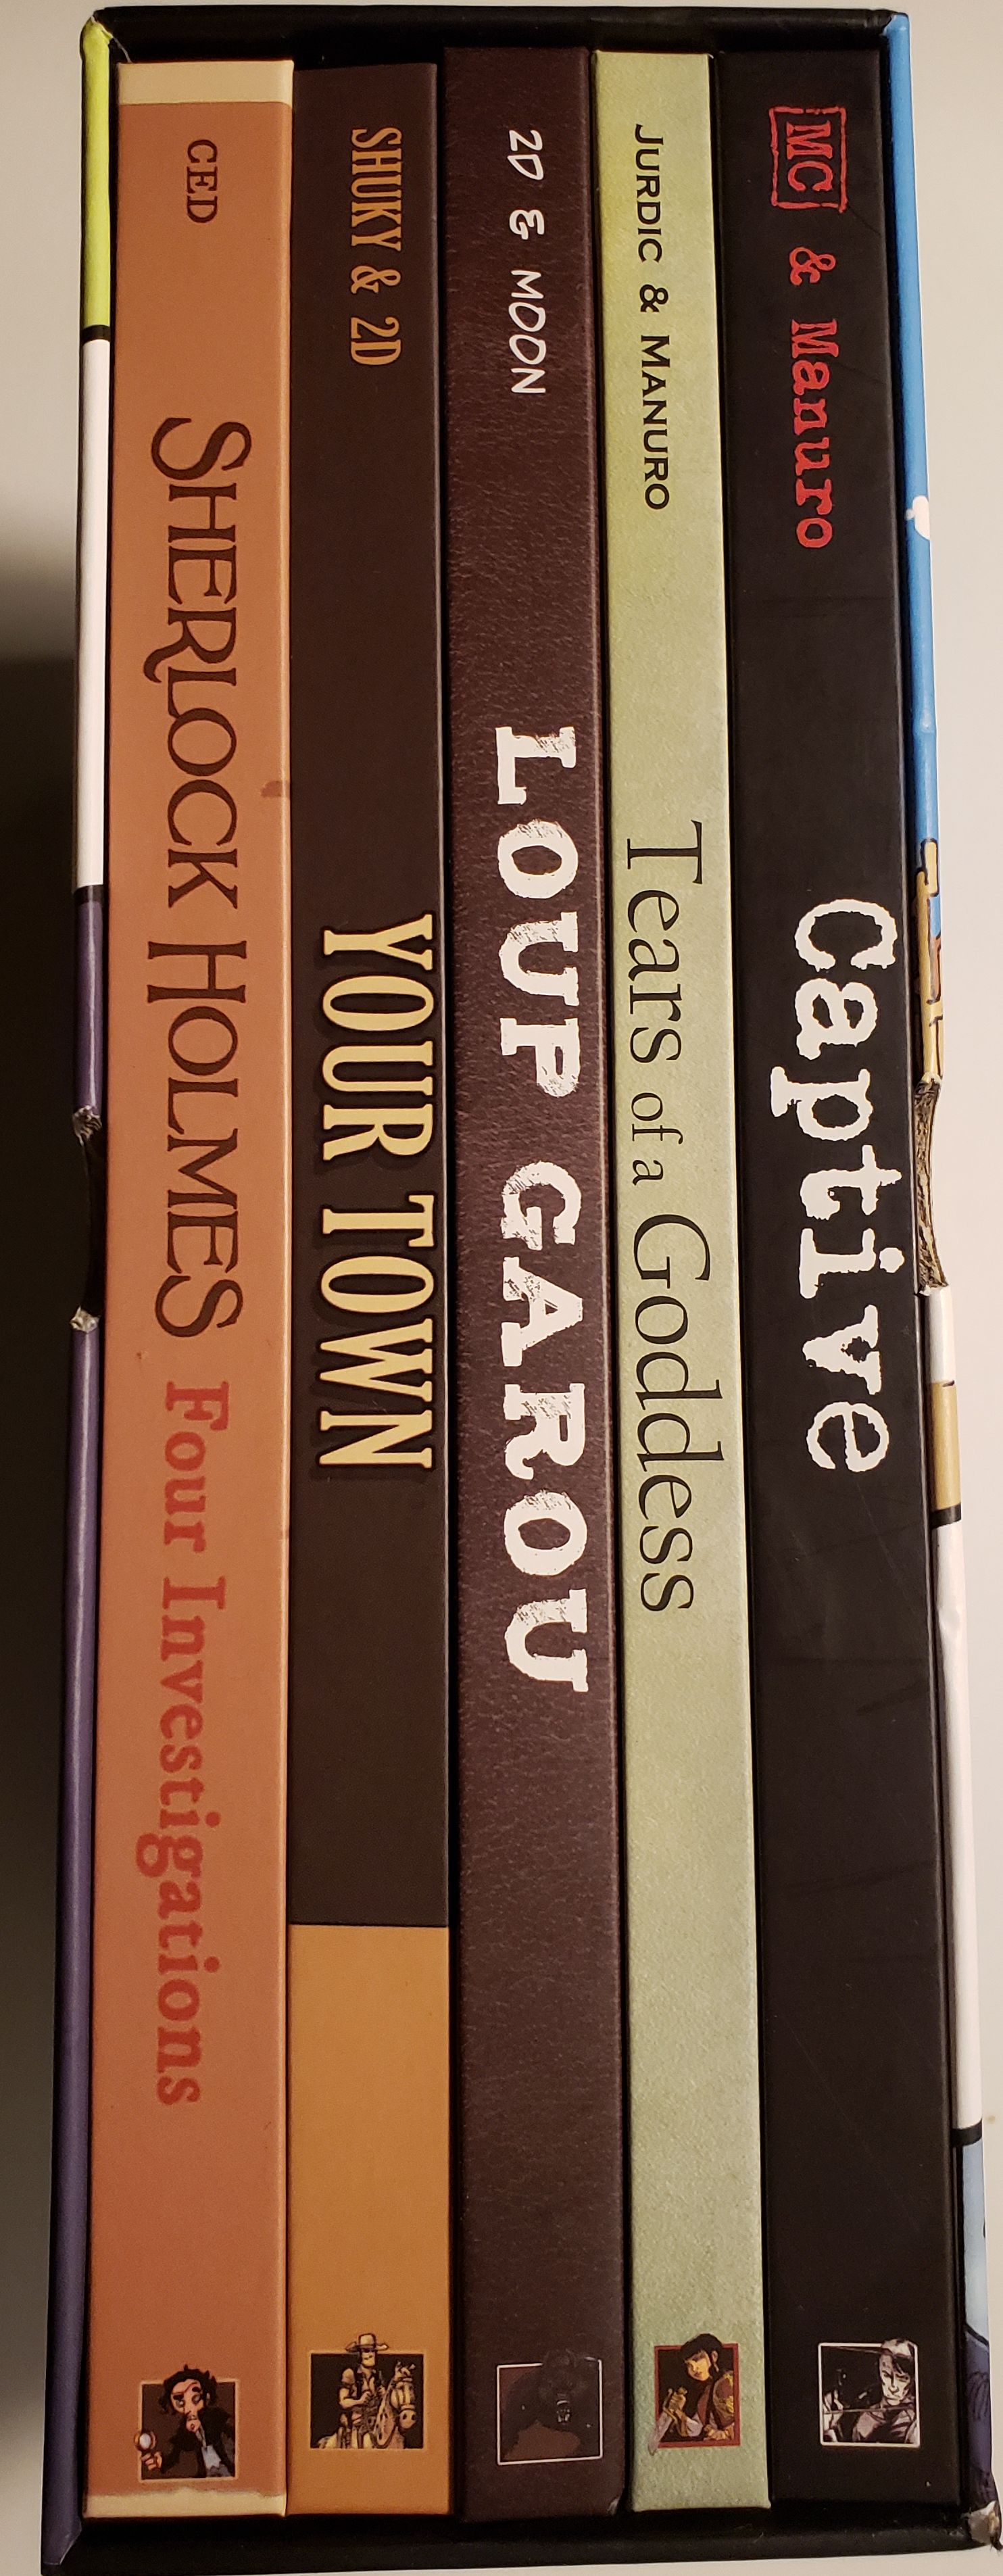 CED
SHERLOCK HOLMES Four Investigations
SHUKY & 2D
YOUR TOWN
2D & MOON
LOUP GAROU
JURDIC & MANURO
Tears of a Goddess
MC & Manuro
Captive